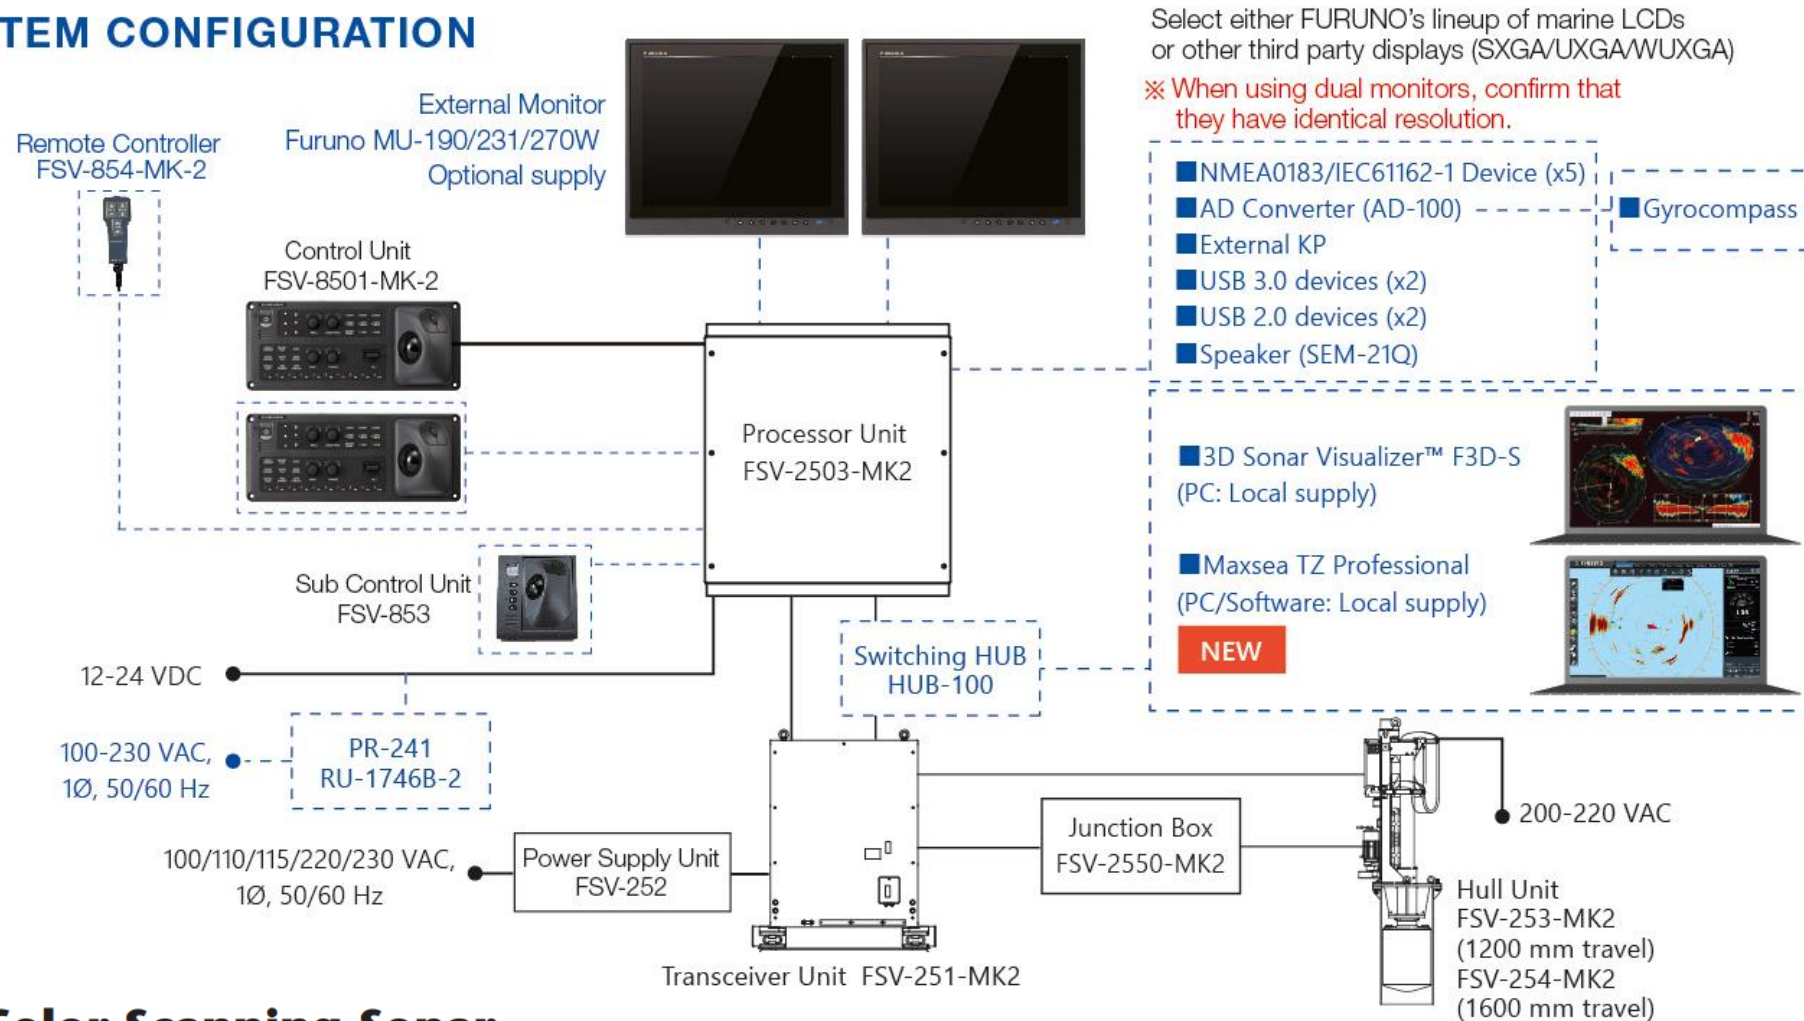 TEM CONFIGURATION
Select either FURUNO's lineup of marine LCDs
or other third party displays (SXGA/UXGA/WUXGA)
※ When using dual monitors, confirm that
they have identical resolution.
External Monitor
Furuno MU-190/231/270W
Optional supply
Remote Controller
FSV-854-MK-2
Control Unit
FSV-8501-MK-2
■NMEA0183/IEC61162-1 Device (x5)
■AD Converter (AD-100)
■Gyrocompass
■External KP
■USB 3.0 devices (x2)
■USB 2.0 devices (x2)
■Speaker (SEM-21Q)
Processor Unit
FSV-2503-MK2
■3D Sonar Visualizer™ F3D-S
(PC: Local supply)
■Maxsea TZ Professional
(PC/Software: Local supply)
NEW
Sub Control Unit
FSV-853
Switching HUB
HUB-100
12-24 VDC
100-230 VAC,
1Ø, 50/60 Hz
PR-241
RU-1746B-2
100/110/115/220/230 VAC,
1Ø, 50/60 Hz
Power Supply Unit
FSV-252
Junction Box
FSV-2550-MK2
200-220 VAC
Hull Unit
FSV-253-MK2
(1200 mm travel)
FSV-254-MK2
(1600 mm travel)
Transceiver Unit FSV-251-MK2
Color Scanning Sonar